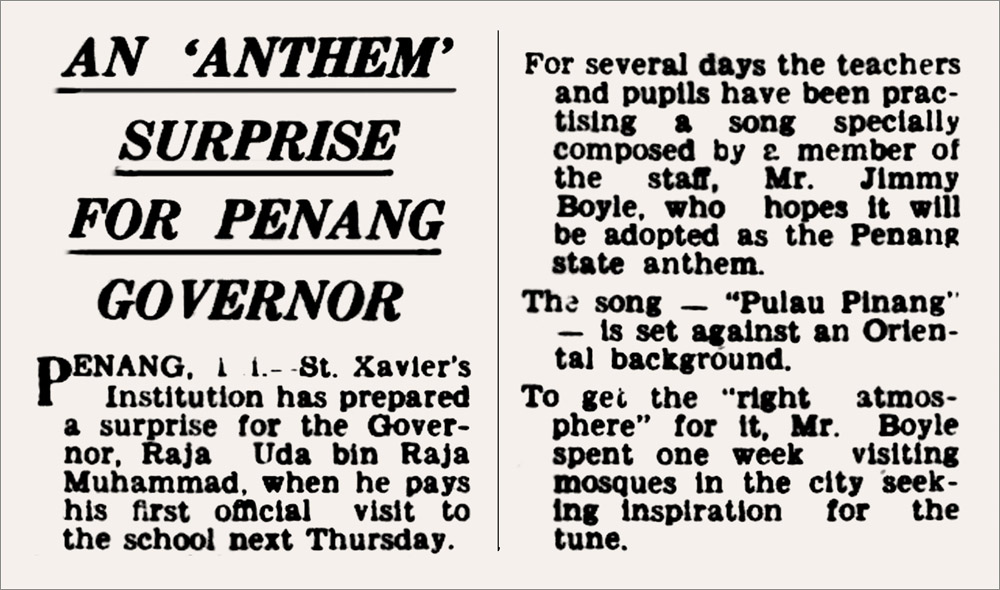 AN ‘ANTHEM’
SURPRISE
FOR PENANG
GOVERNOR
PENANG, St. Xavier's
Institution has prepared
a surprise for the Gover-
nor, Raja Uda bin Raja
Muhammad, when he pays
his first official visit to
the school next Thursday.
For several days the teachers
and pupils have been prac-
tising a song specially
composed by a member of
the staff, Mr. Jimmy
Boyle, who hopes it will
be adopted as the Penang
state anthem.
The song — “Pulau Pinang”
— is set against an Orien-
tal background.
To get the “right atmos-
phere” for it, Mr. Boyle
spent one week visiting
mosques in the city seek-
ing inspiration for the
tune.